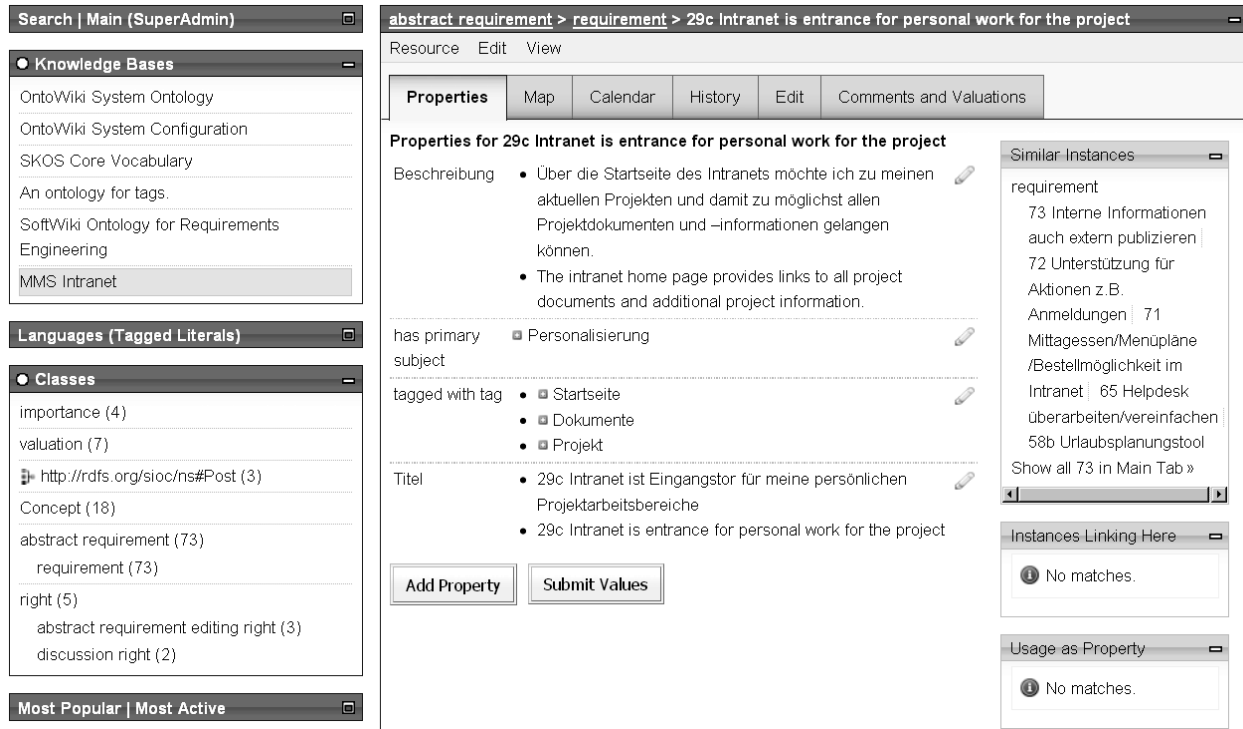 Search | Main (SuperAdmin)
Knowledge Bases
OntoWiki System Ontology
OntoWiki System Configuration
SKOS Core Vocabulary
An ontology for tags.
SoftWiki Ontology for Requirements
Engineering
MMS Intranet
Languages (Tagged Literals)
Classes
importance (4)
valuation (7)
http://rdfs.org/sioc/ns#Post (3)
Concept (18)
abstract requirement (73)
requirement (73)
right (5)
abstract requirement editing right (3)
discussion right (2)
Most Popular | Most Active
abstract requirement > requirement > 29c Intranet is entrance for personal work for the project
Resource Edit View
Properties Map Calendar History Edit Comments and Valuations
Properties for 29c Intranet is entrance for personal work for the project
Beschreibung • Über die Startseite des Intranets möchte ich zu meinen
aktuellen Projekten und damit zu möglichst allen
Projektdokumenten und –informationen gelangen
können.
• The intranet home page provides links to all project
documents and additional project information.
has primary Personalisierung
subject
tagged with tag • Startseite
• Dokumente
• Projekt
Titel • 29c Intranet ist Eingangstor für meine persönlichen
Projektarbeitsbereiche
• 29c Intranet is entrance for personal work for the project
Add Property Submit Values
Similar Instances
requirement
73 Interne Informationen
auch extern publizieren
72 Unterstützung für
Aktionen z.B.
Anmeldungen 71
Mittagessen/Menüpläne
/Bestellmöglichkeit im
Intranet 65 Helpdesk
überarbeiten/vereinfachen
58b Urlaubsplanungstool
Show all 73 in Main Tab »
Instances Linking Here
No matches.
Usage as Property
No matches.